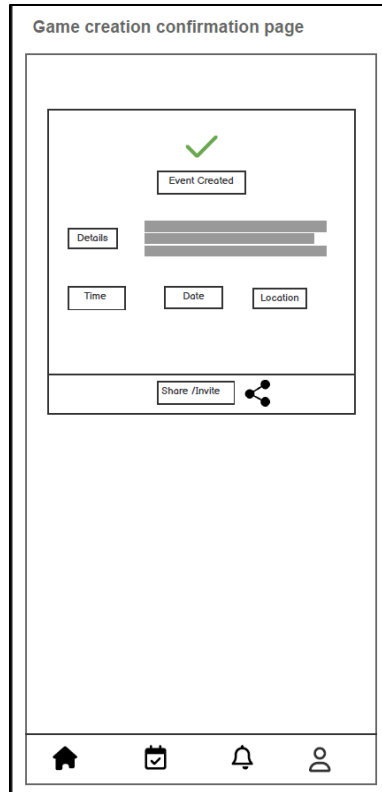 Game creation confirmation page
Event Created
Details
Time Date Location
Share /Invite